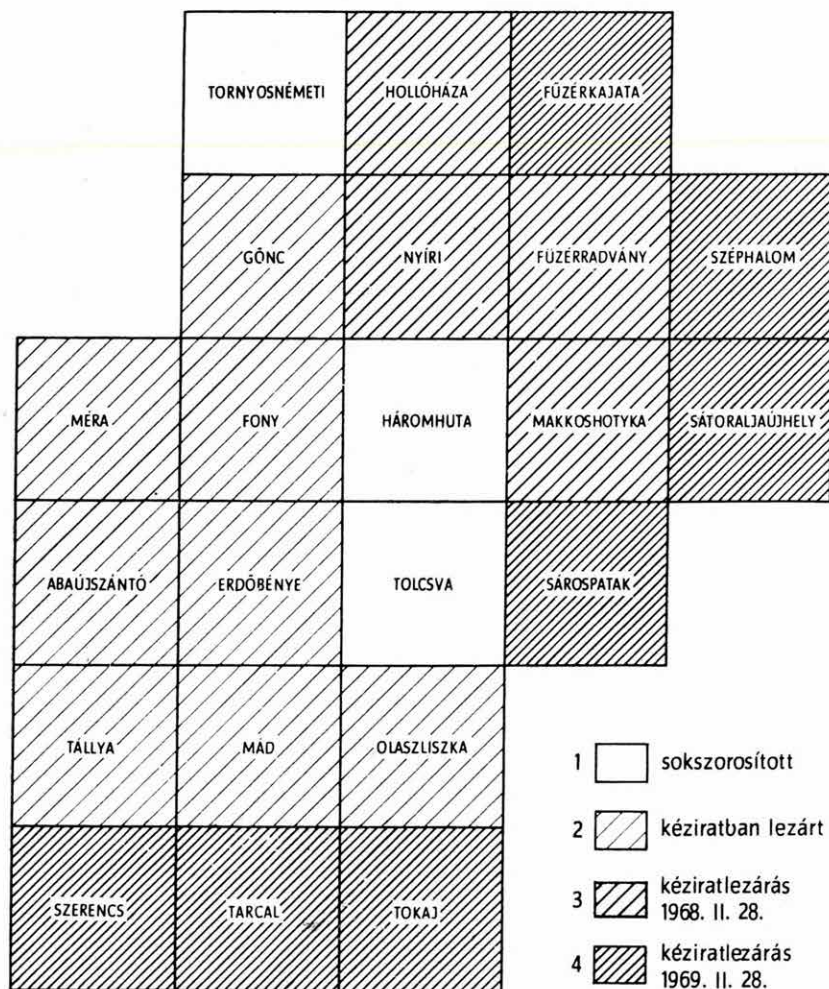 TORNYOSNÉMETI HOLLÓHÁZA FÜZÉRKAJATA
GÖNC NYÍRI FÜZÉRRADVÁNY SZÉPHALOM
MÉRA FONY HÁROMHUTA MAKKOSHOTYKA SÁTORALJAÚJHELY
ABAÚJSZÁNTÓ ERDŐBÉNYE TOLCSVA SÁROSPATAK
TÁLLYA MÁD OLASZLISZKA
SZERENCS TARCAL TOKAJ
1 sokszorosított
2 kéziratban lezárt
3 kéziratlezárás
1968. II. 28.
4 kéziratlezárás
1969. II. 28.